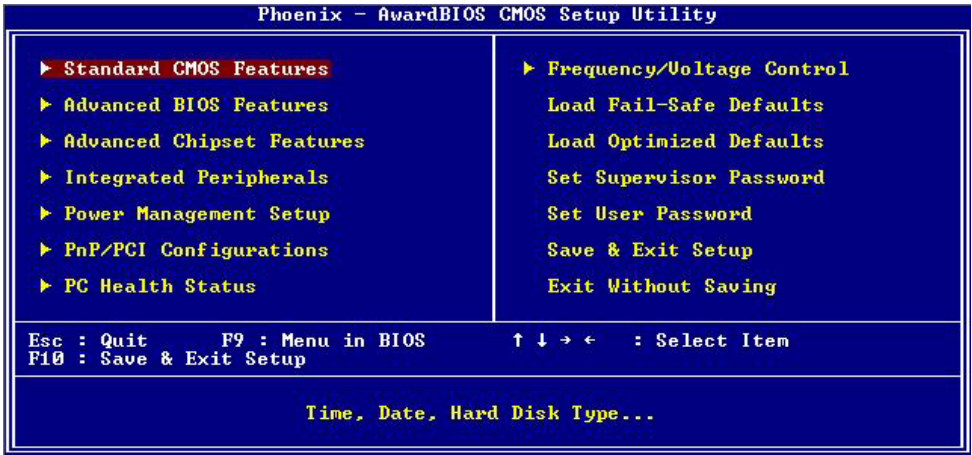 Phoenix - AwardBIOS CMOS Setup Utility
Standard CMOS Features
Advanced BIOS Features
Advanced Chipset Features
Integrated Peripherals
Power Management Setup
PnP/PCI Configurations
PC Health Status
Frequency/Voltage Control
Load Fail-Safe Defaults
Load Optimized Defaults
Set Supervisor Password
Set User Password
Save & Exit Setup
Exit Without Saving
Esc : Quit F9 : Menu in BIOS ↑ ↓ → ← : Select Item
F10 : Save & Exit Setup
Time, Date, Hard Disk Type...